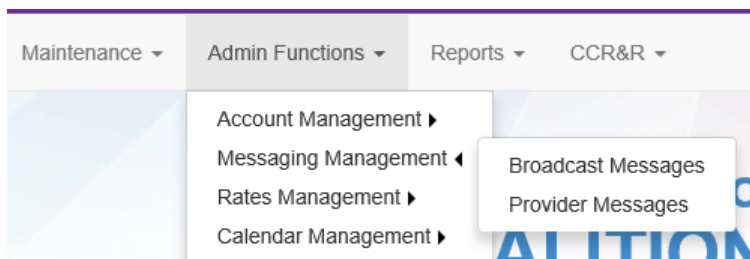 Maintenance Admin Functions Reports CCR&R
Account Management
Messaging Management
Broadcast Messages
Rates Management
Provider Messages
Calendar Management